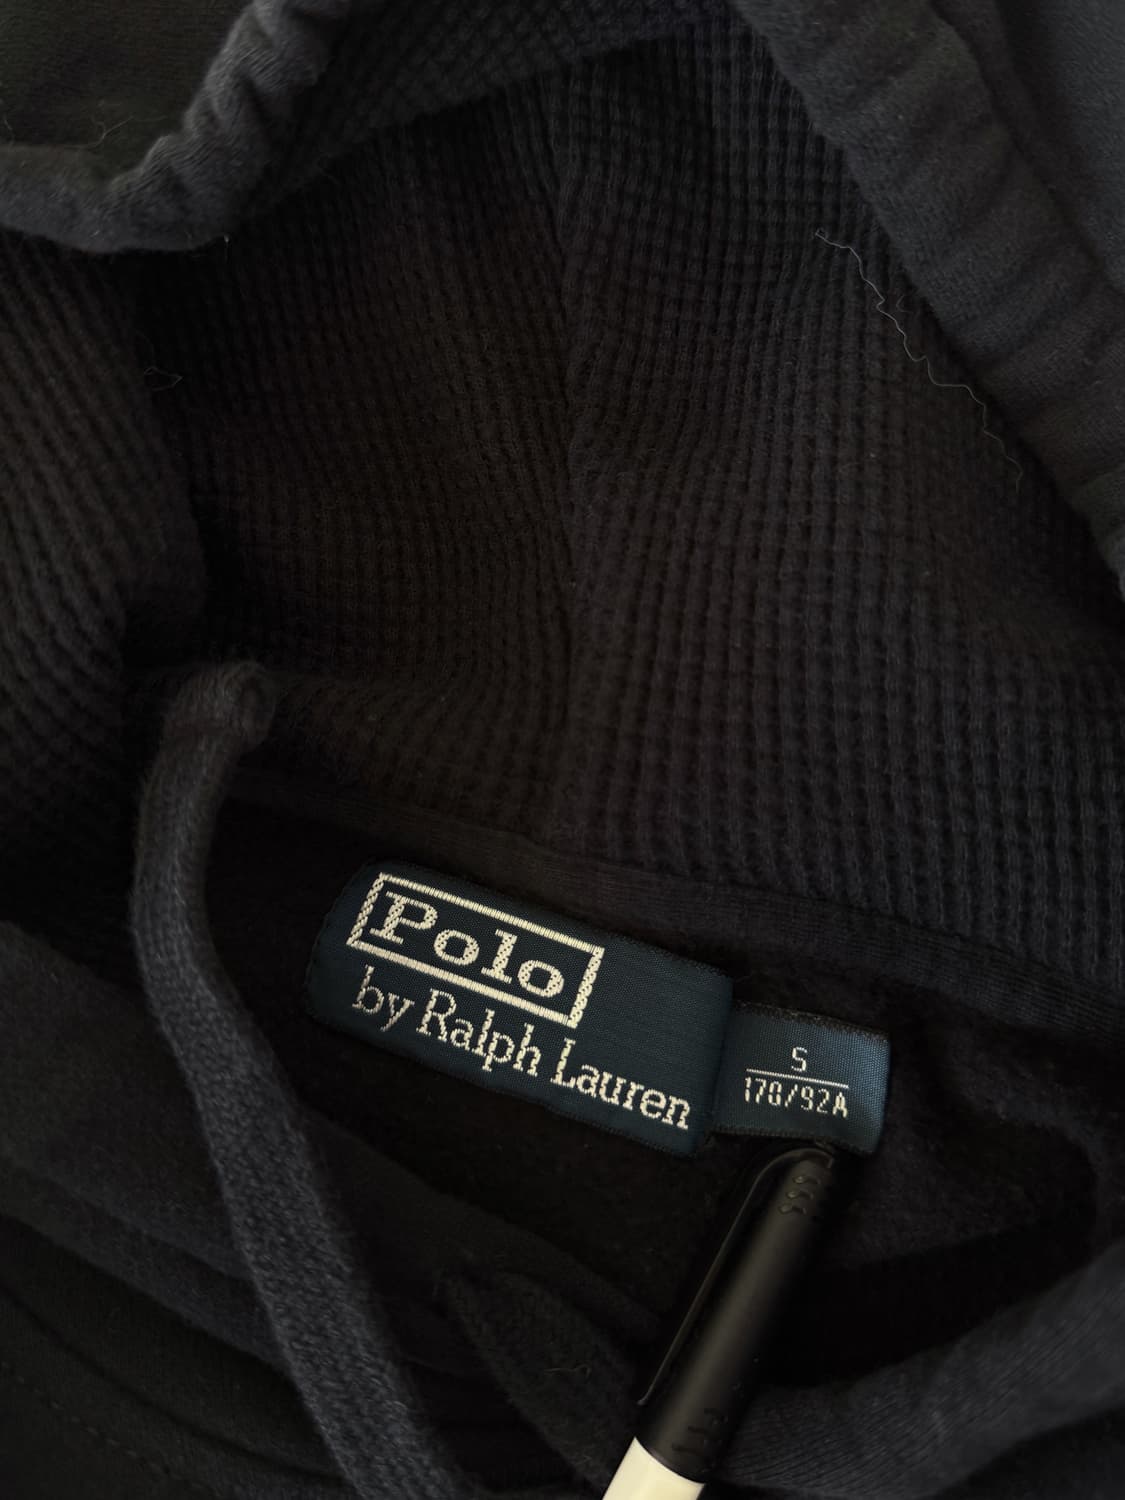 Polo
by Ralph Lauren
S
170/92A